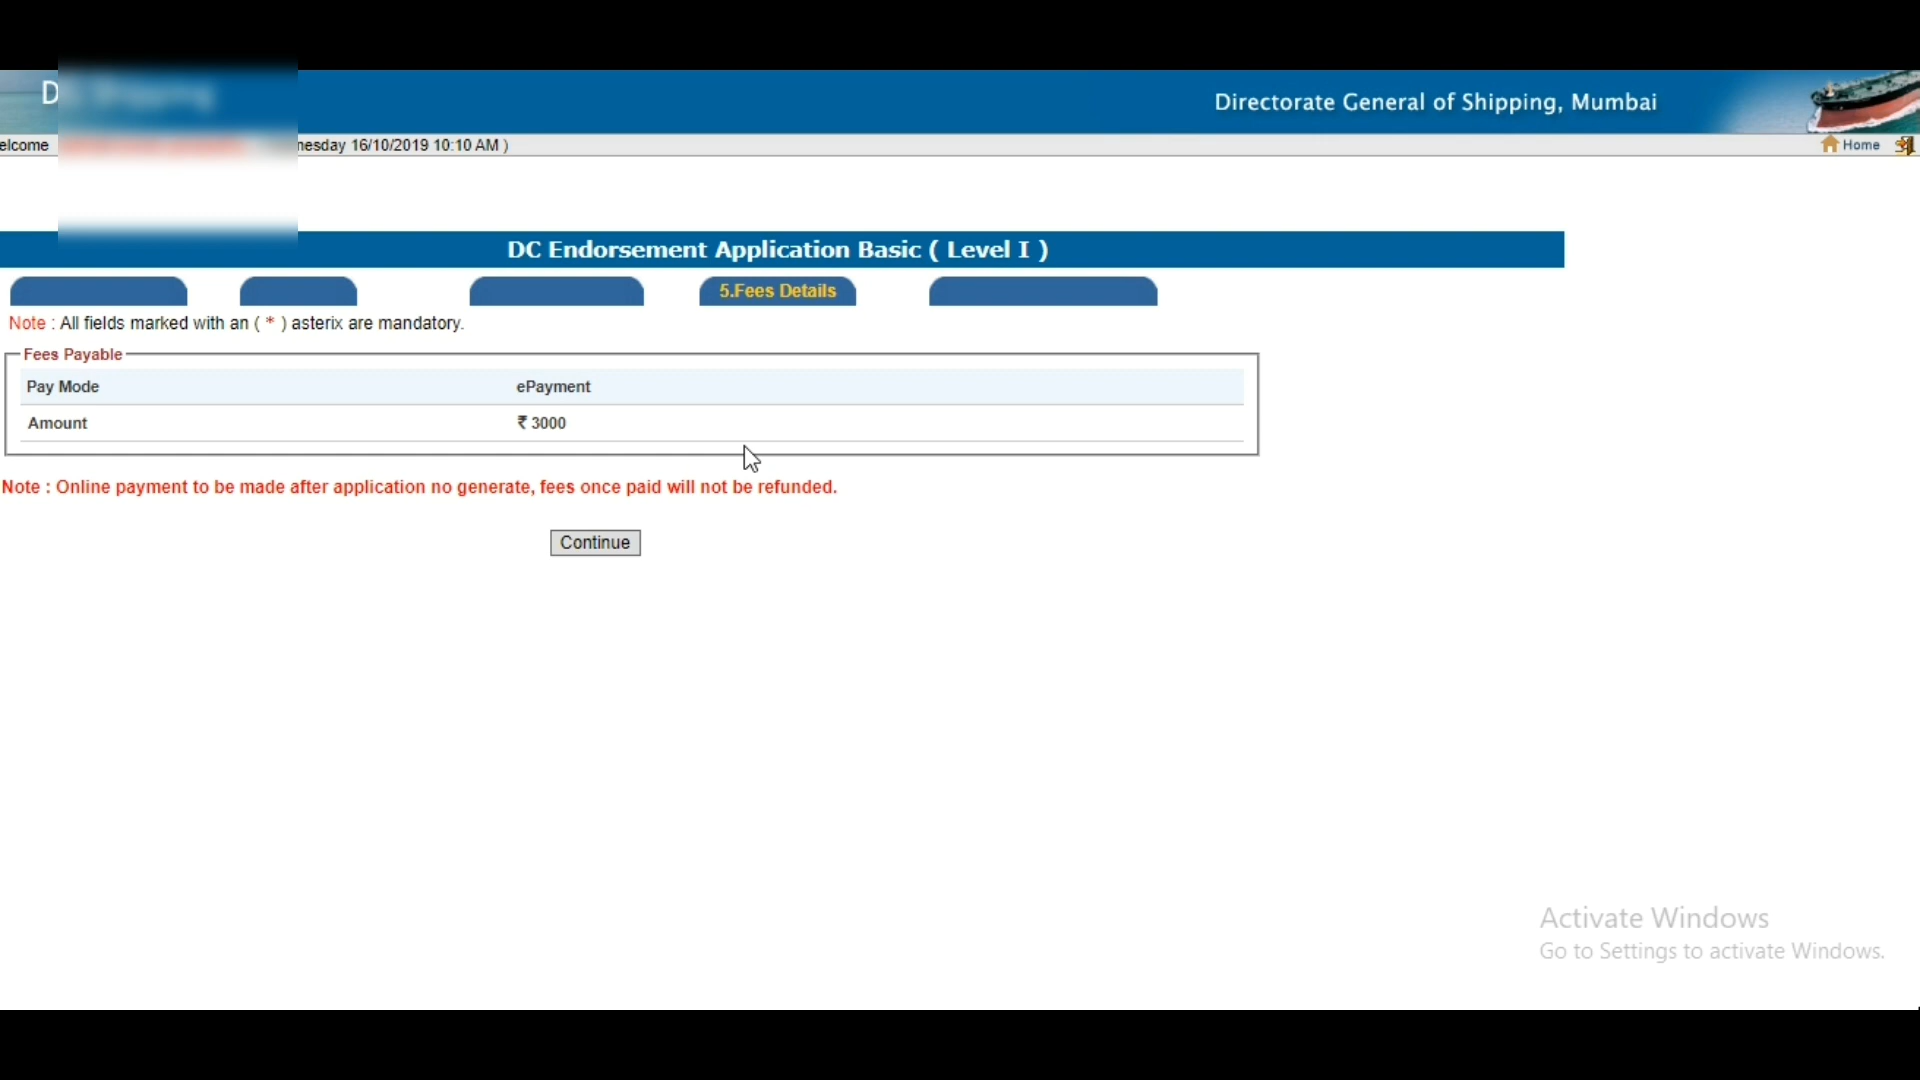 Directorate General of Shipping, Mumbai
elcome nesday 16/10/2019 10:10 AM )
Home
DC Endorsement Application Basic ( Level I )
5.Fees Details
Note : All fields marked with an ( * ) asterix are mandatory.
Fees Payable
Pay Mode ePayment
Amount ₹ 3000
Note : Online payment to be made after application no generate, fees once paid will not be refunded.
Continue
Activate Windows
Go to Settings to activate Windows.